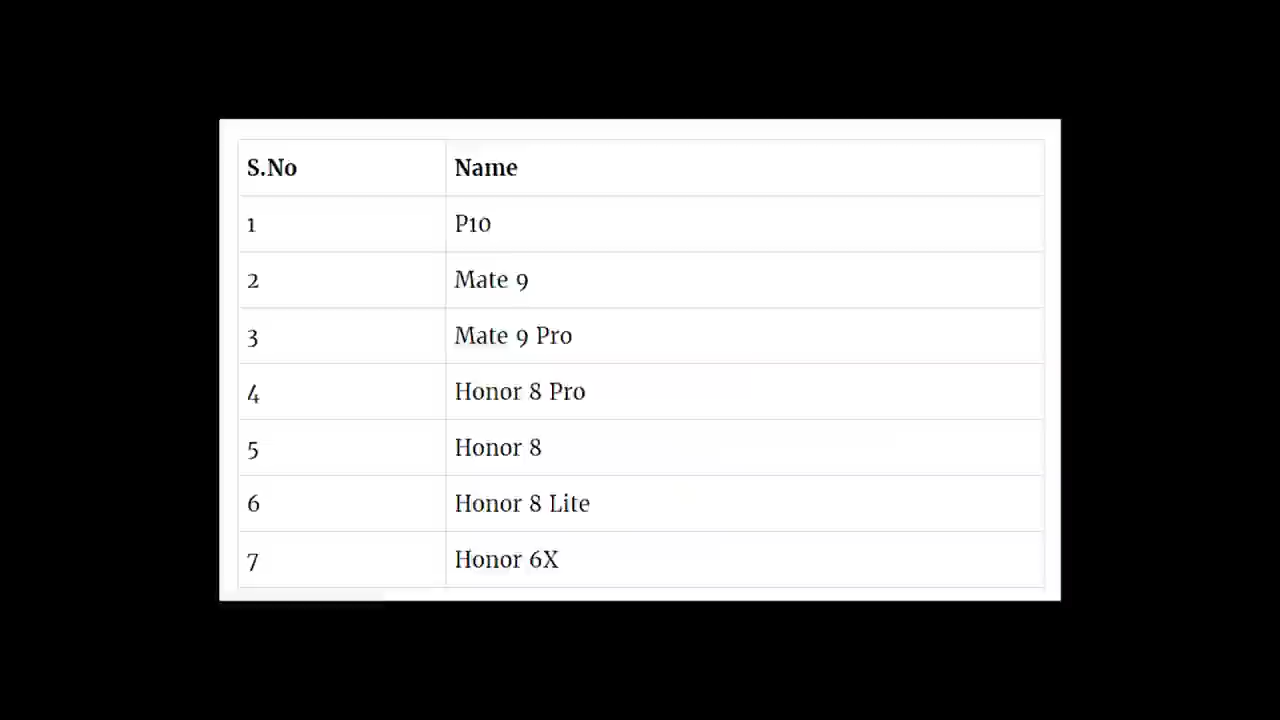 S.No Name
1 P10
2 Mate 9
3 Mate 9 Pro
4 Honor 8 Pro
5 Honor 8
6 Honor 8 Lite
7 Honor 6X